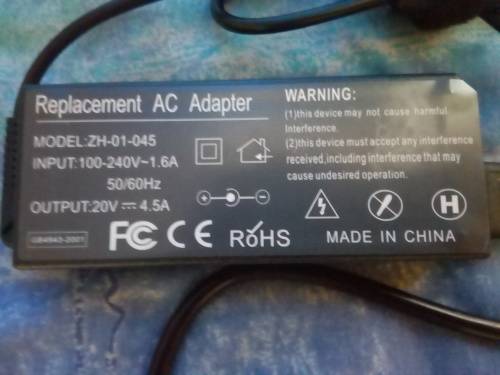 Replacement AC Adapter
MODEL:ZH-01-045
INPUT:100-240V~1.6A
50/60Hz
OUTPUT:20V ⎓ 4.5A
GB4943-2001
FC CE RoHS
WARNING:
(1)this device may not cause harmful
Interference.
(2)this device must accept any interference
received,including interference that may
cause undesired operation.
H
MADE IN CHINA